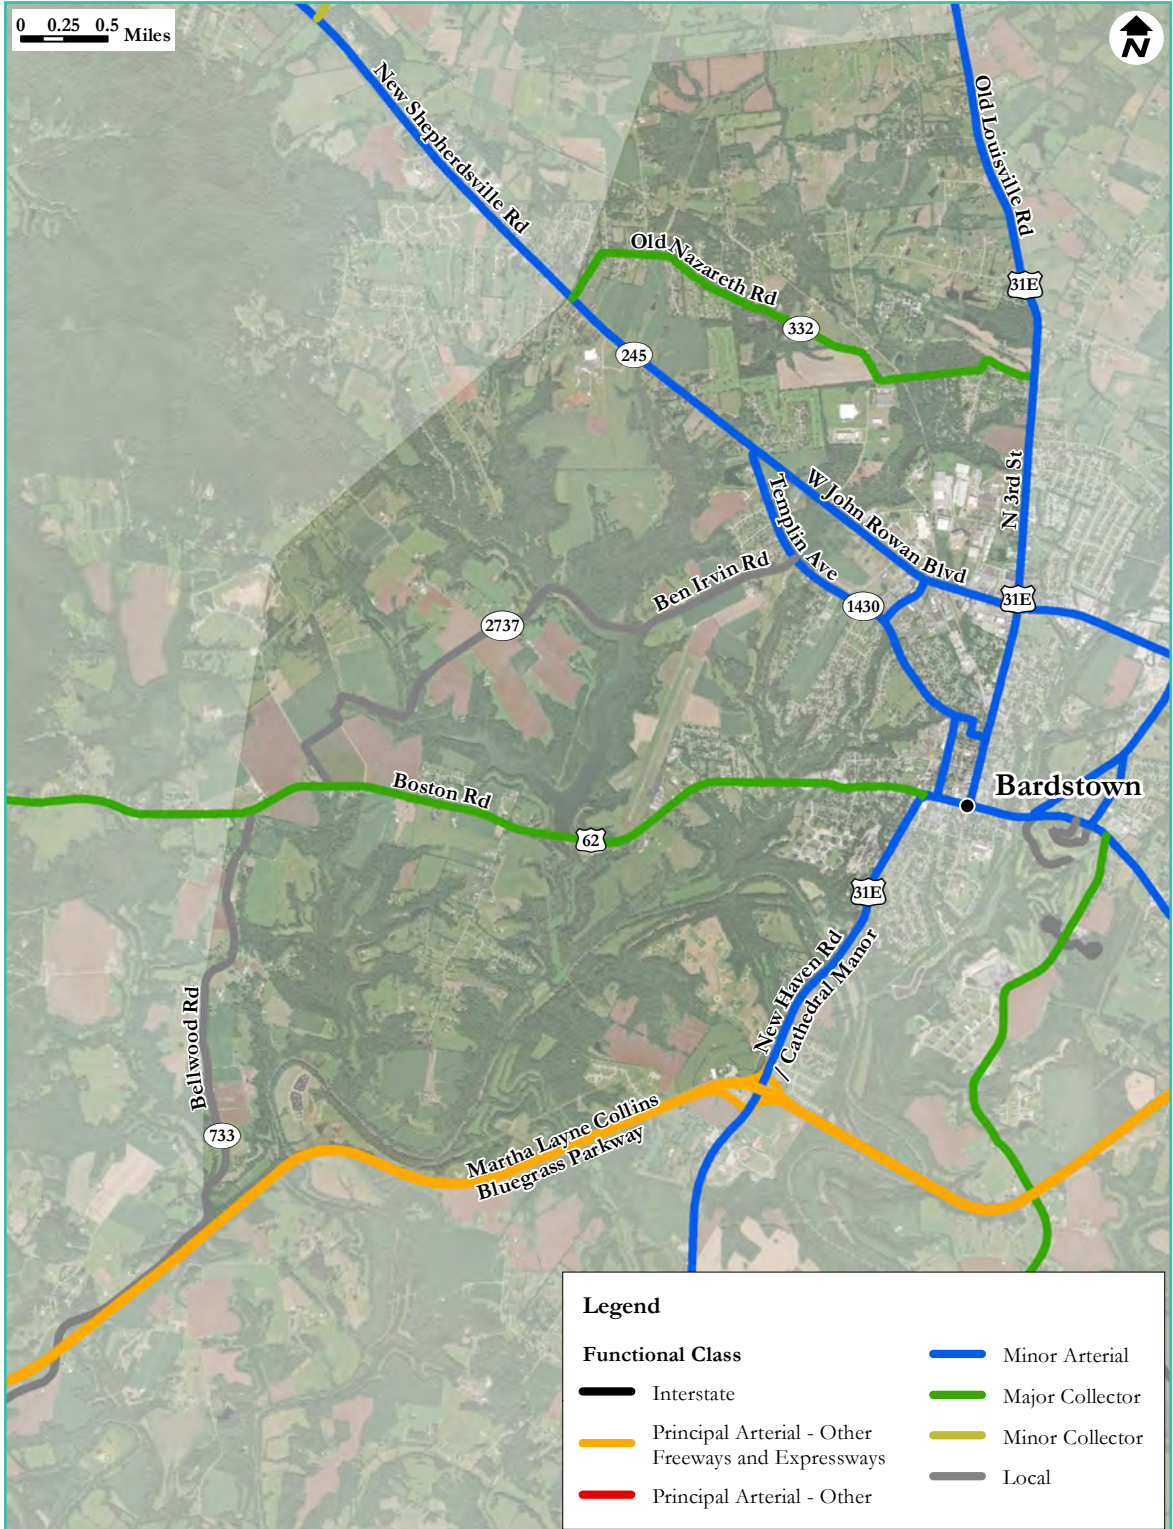 0 0.25 0.5 Miles
N
New Shepherdsville Rd
Old Louisville Rd
Old Nazareth Rd
31E
332
245
N 3rd St
W John Rowan Blvd
Templin Ave
Ben Irvin Rd
1430
31E
2737
Boston Rd
Bardstown
62
31E
New Haven Rd
/ Cathedral Manor
Bellwood Rd
733
Martha Layne Collins
Bluegrass Parkway
Legend
Functional Class
Interstate
Principal Arterial - Other
Freeways and Expressways
Principal Arterial - Other
Minor Arterial
Major Collector
Minor Collector
Local